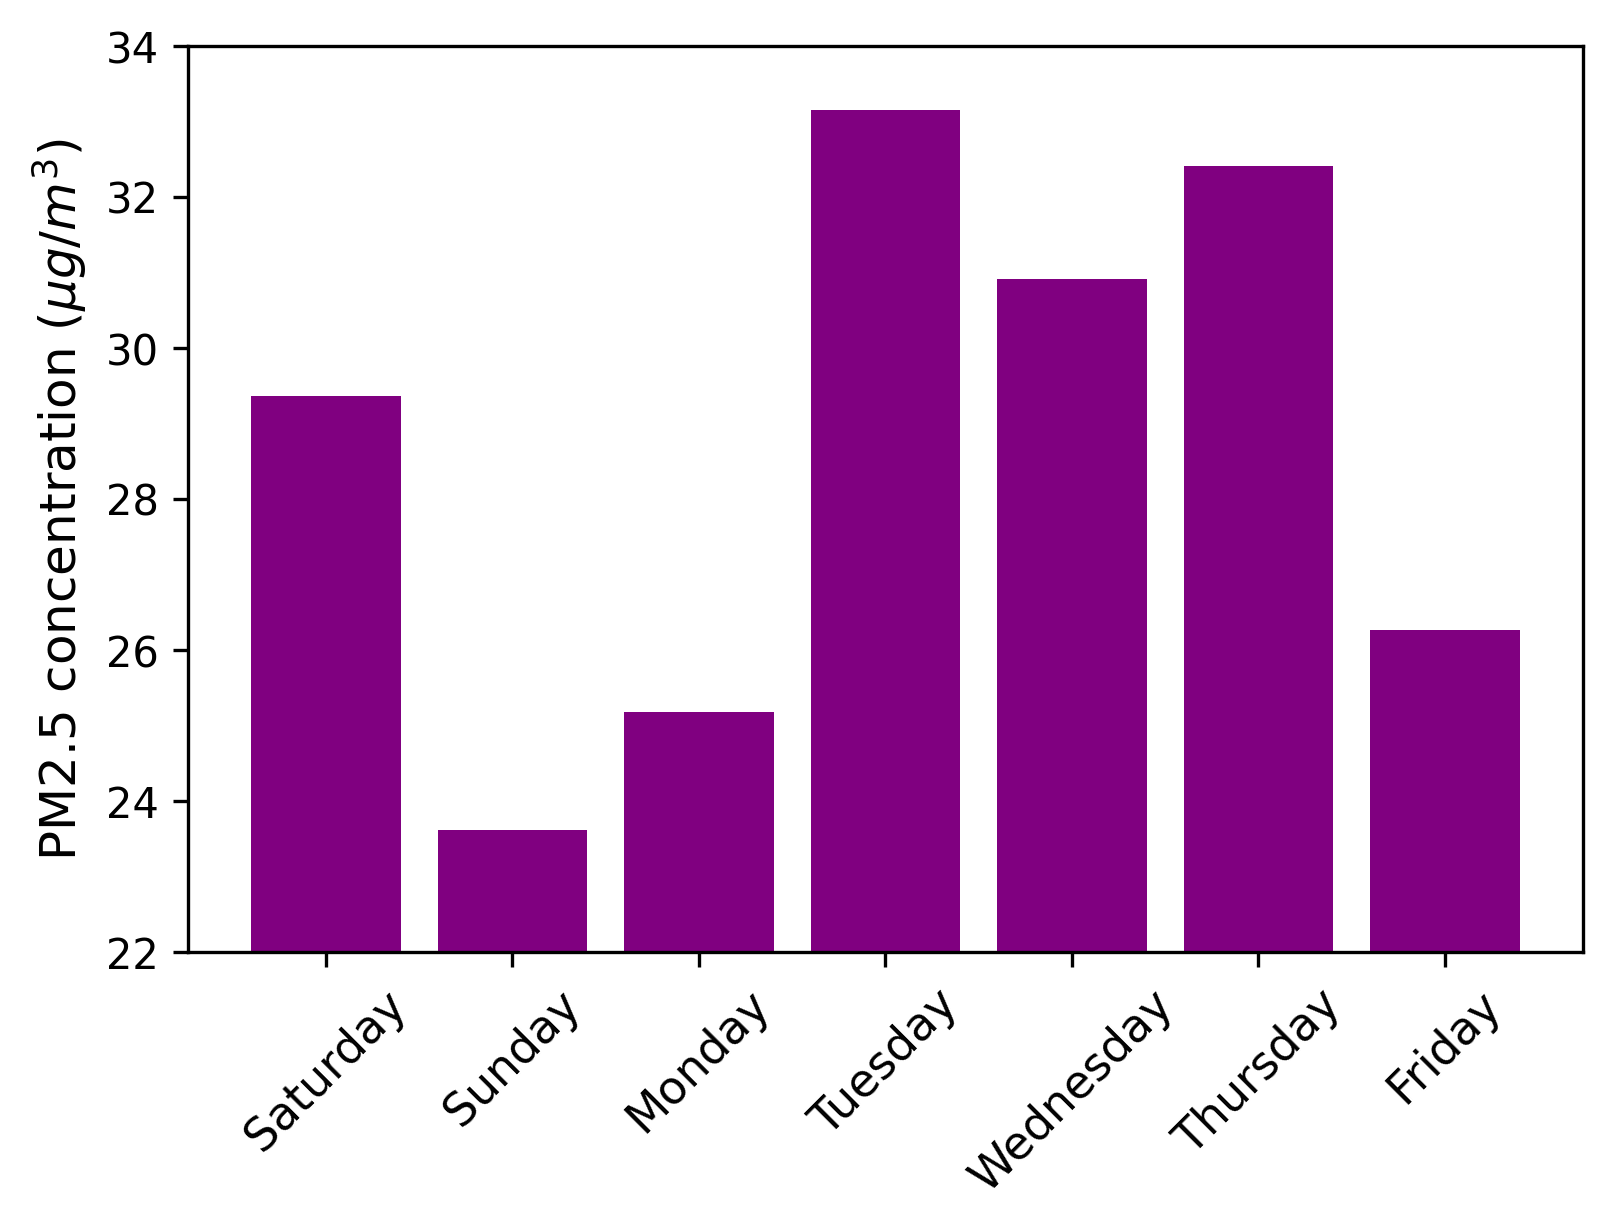 PM2.5 concentration (μg/m³)
34
32
30
28
26
24
22
Saturday
Sunday
Monday
Tuesday
Wednesday
Thursday
Friday